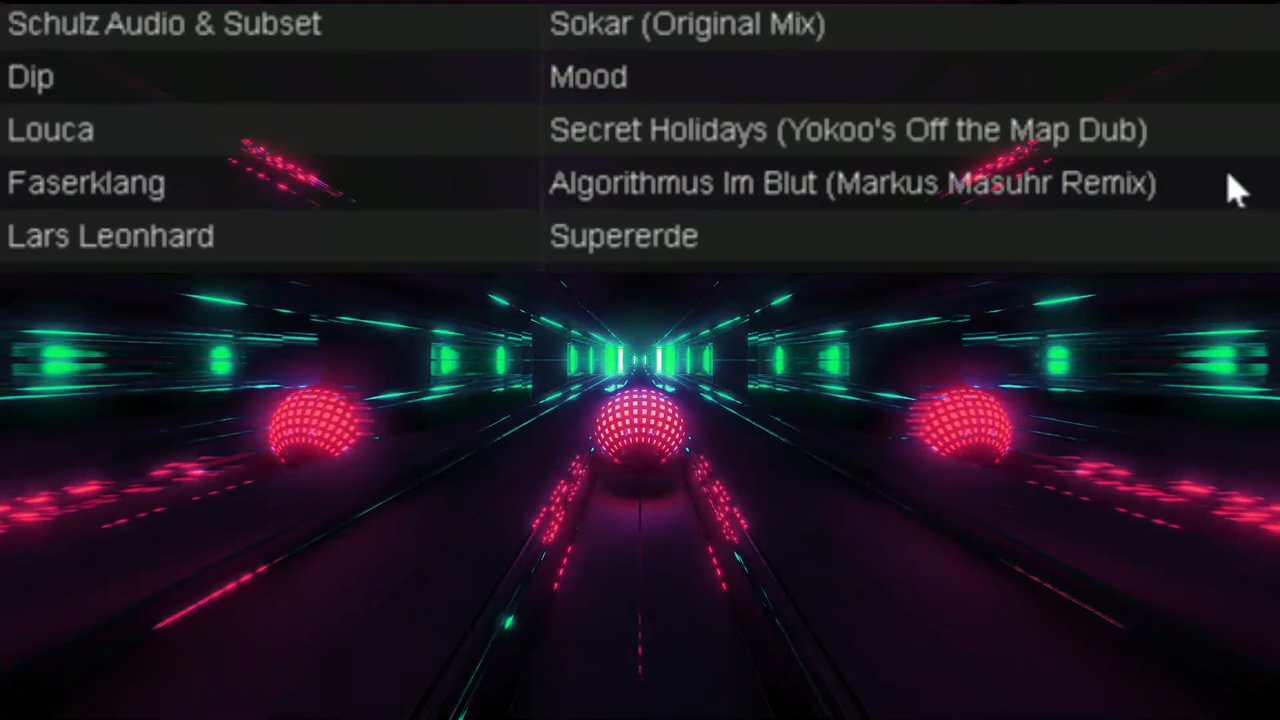 Schulz Audio & Subset Sokar (Original Mix)
Dip Mood
Louca Secret Holidays (Yokoo's Off the Map Dub)
Faserklang Algorithmus Im Blut (Markus Masuhr Remix)
Lars Leonhard Supererde